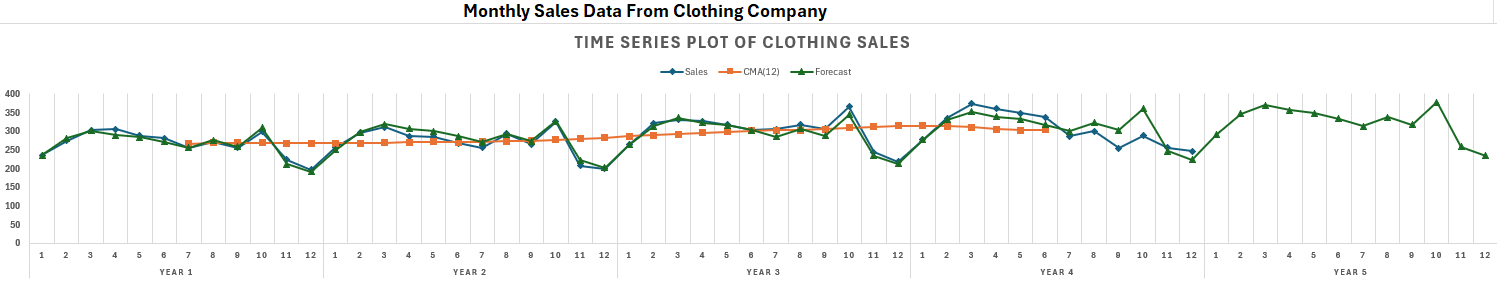 Monthly Sales Data From Clothing Company
TIME SERIES PLOT OF CLOTHING SALES
Sales CMA(12) Forecast
400
350
300
250
200
150
100
50
0
1 2 3 4 5 6 7 8 9 10 11 12 1 2 3 4 5 6 7 8 9 10 11 12 1 2 3 4 5 6 7 8 9 10 11 12 1 2 3 4 5 6 7 8 9 10 11 12 1 2 3 4 5 6 7 8 9 10 11 12
YEAR 1 YEAR 2 YEAR 3 YEAR 4 YEAR 5